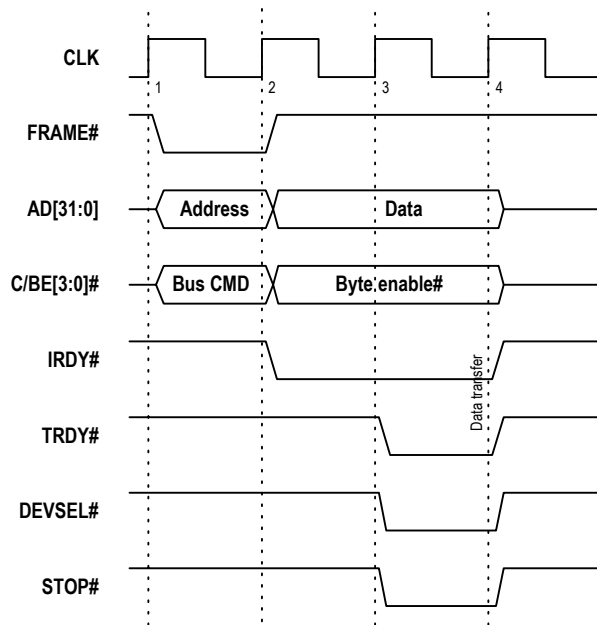 CLK
1 2 3 4
FRAME#
AD[31:0] Address Data
C/BE[3:0]# Bus CMD Byte enable#
IRDY#
Data transfer
TRDY#
DEVSEL#
STOP#